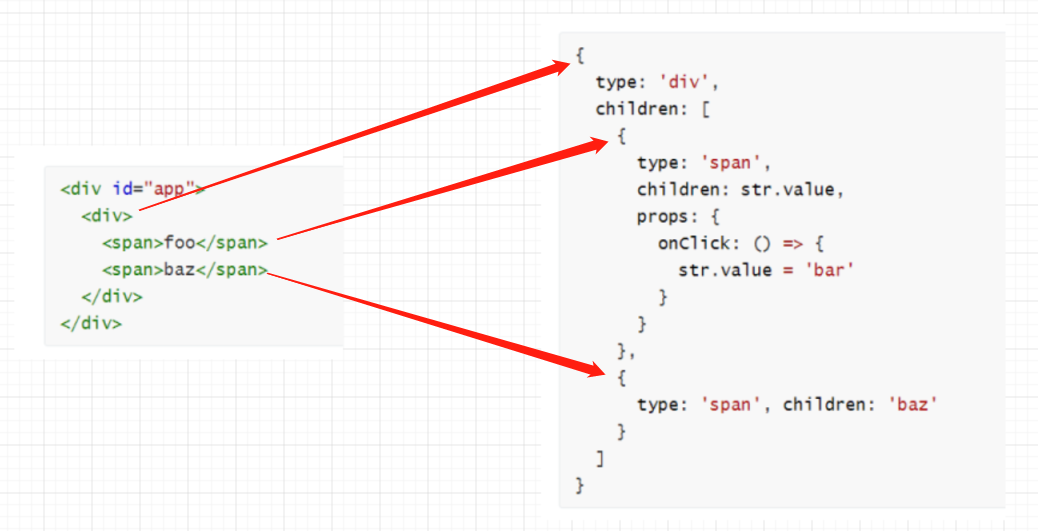 <div id="app">
  <div>
    <span>foo</span>
    <span>baz</span>
  </div>
</div>
{
  type: 'div',
  children: [
    {
      type: 'span',
      children: str.value,
      props: {
        onClick: () => {
          str.value = 'bar'
        }
      }
    },
    {
      type: 'span', children: 'baz'
    }
  ]
}